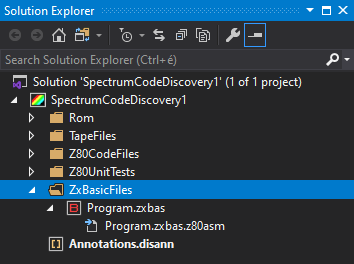 Solution Explorer
Search Solution Explorer (Ctrl+é)
Solution 'SpectrumCodeDiscovery1' (1 of 1 project)
SpectrumCodeDiscovery1
Rom
TapeFiles
Z80CodeFiles
Z80UnitTests
ZxBasicFiles
Program.zxbas
Program.zxbas.z80asm
Annotations.disann